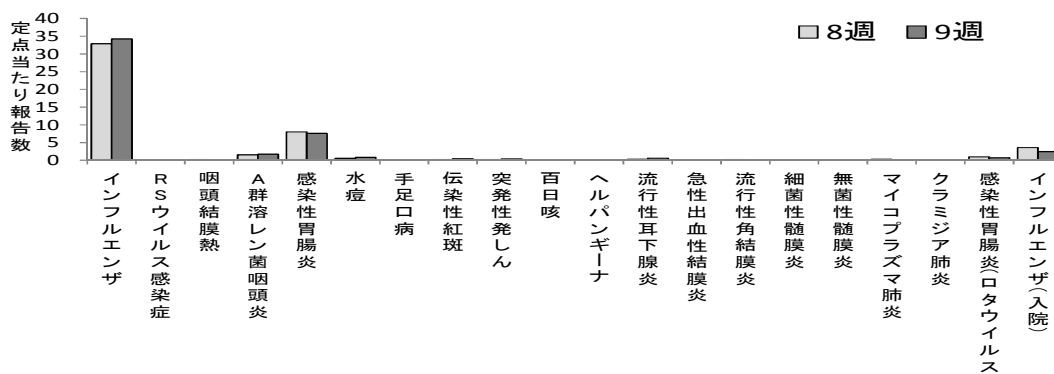 定点当たり報告数
40
35
30
25
20
15
10
5
0
8週
9週
インフルエンザ
RSウイルス感染症
咽頭結膜熱
A群溶レン菌咽頭炎
感染性胃腸炎
水痘
手足口病
伝染性紅斑
突発性発しん
百日咳
ヘルパンギーナ
流行性耳下腺炎
急性出血性結膜炎
流行性角結膜炎
細菌性髄膜炎
無菌性髄膜炎
マイコプラズマ肺炎
クラミジア肺炎
感染性胃腸炎(ロタウイルス
インフルエンザ(入院)